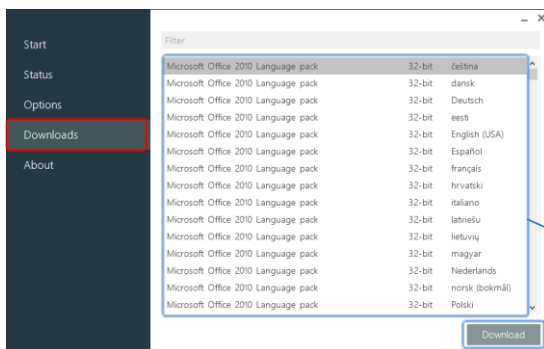 Start
Status
Options
Downloads
About
Filter
Microsoft Office 2010 Language pack 32-bit čeština
Microsoft Office 2010 Language pack 32-bit dansk
Microsoft Office 2010 Language pack 32-bit Deutsch
Microsoft Office 2010 Language pack 32-bit eesti
Microsoft Office 2010 Language pack 32-bit English (USA)
Microsoft Office 2010 Language pack 32-bit Español
Microsoft Office 2010 Language pack 32-bit français
Microsoft Office 2010 Language pack 32-bit hrvatski
Microsoft Office 2010 Language pack 32-bit italiano
Microsoft Office 2010 Language pack 32-bit latviešu
Microsoft Office 2010 Language pack 32-bit lietuvių
Microsoft Office 2010 Language pack 32-bit magyar
Microsoft Office 2010 Language pack 32-bit Nederlands
Microsoft Office 2010 Language pack 32-bit norsk (bokmål)
Microsoft Office 2010 Language pack 32-bit Polski
Download